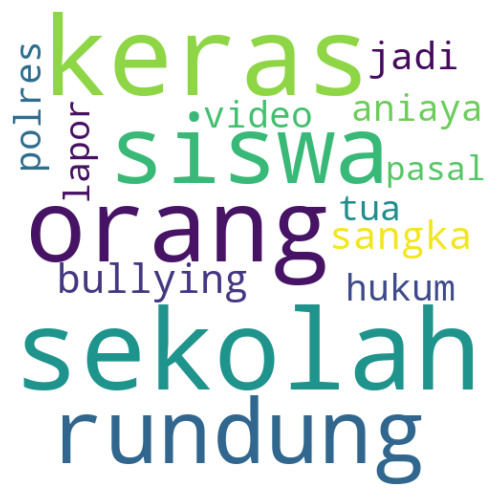 keras
jadi
polres
lapor
video
aniaya
siswa
pasal
orang
tua
sangka
bullying
hukum
sekolah
rundung